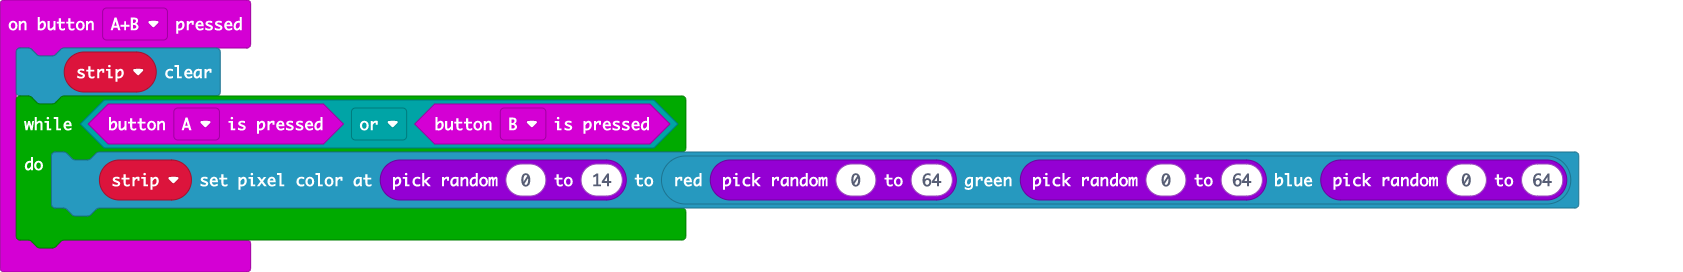 on button A+B pressed
strip clear
while button A is pressed or button B is pressed
do
strip set pixel color at pick random 0 to 14 to red pick random 0 to 64 green pick random 0 to 64 blue pick random 0 to 64